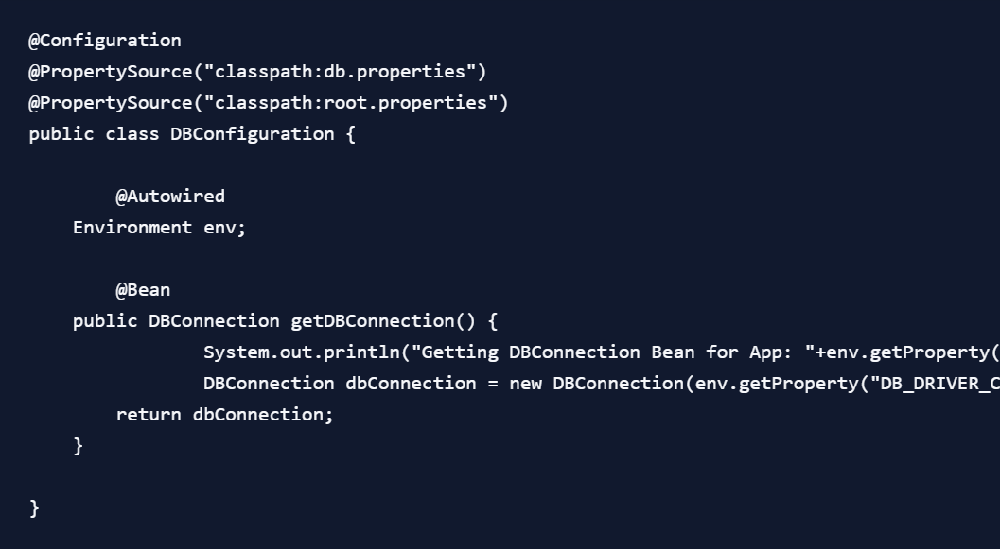 @Configuration
@PropertySource("classpath:db.properties")
@PropertySource("classpath:root.properties")
public class DBConfiguration {
@Autowired
Environment env;
@Bean
public DBConnection getDBConnection() {
System.out.println("Getting DBConnection Bean for App: "+env.getProperty(
DBConnection dbConnection = new DBConnection(env.getProperty("DB_DRIVER_C
return dbConnection;
}
}